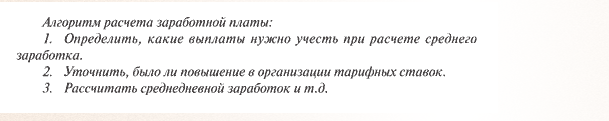 Алгоритм расчета заработной платы:
1. Определить, какие выплаты нужно учесть при расчете среднего
заработка.
2. Уточнить, было ли повышение в организации тарифных ставок.
3. Рассчитать среднедневной заработок и т.д.